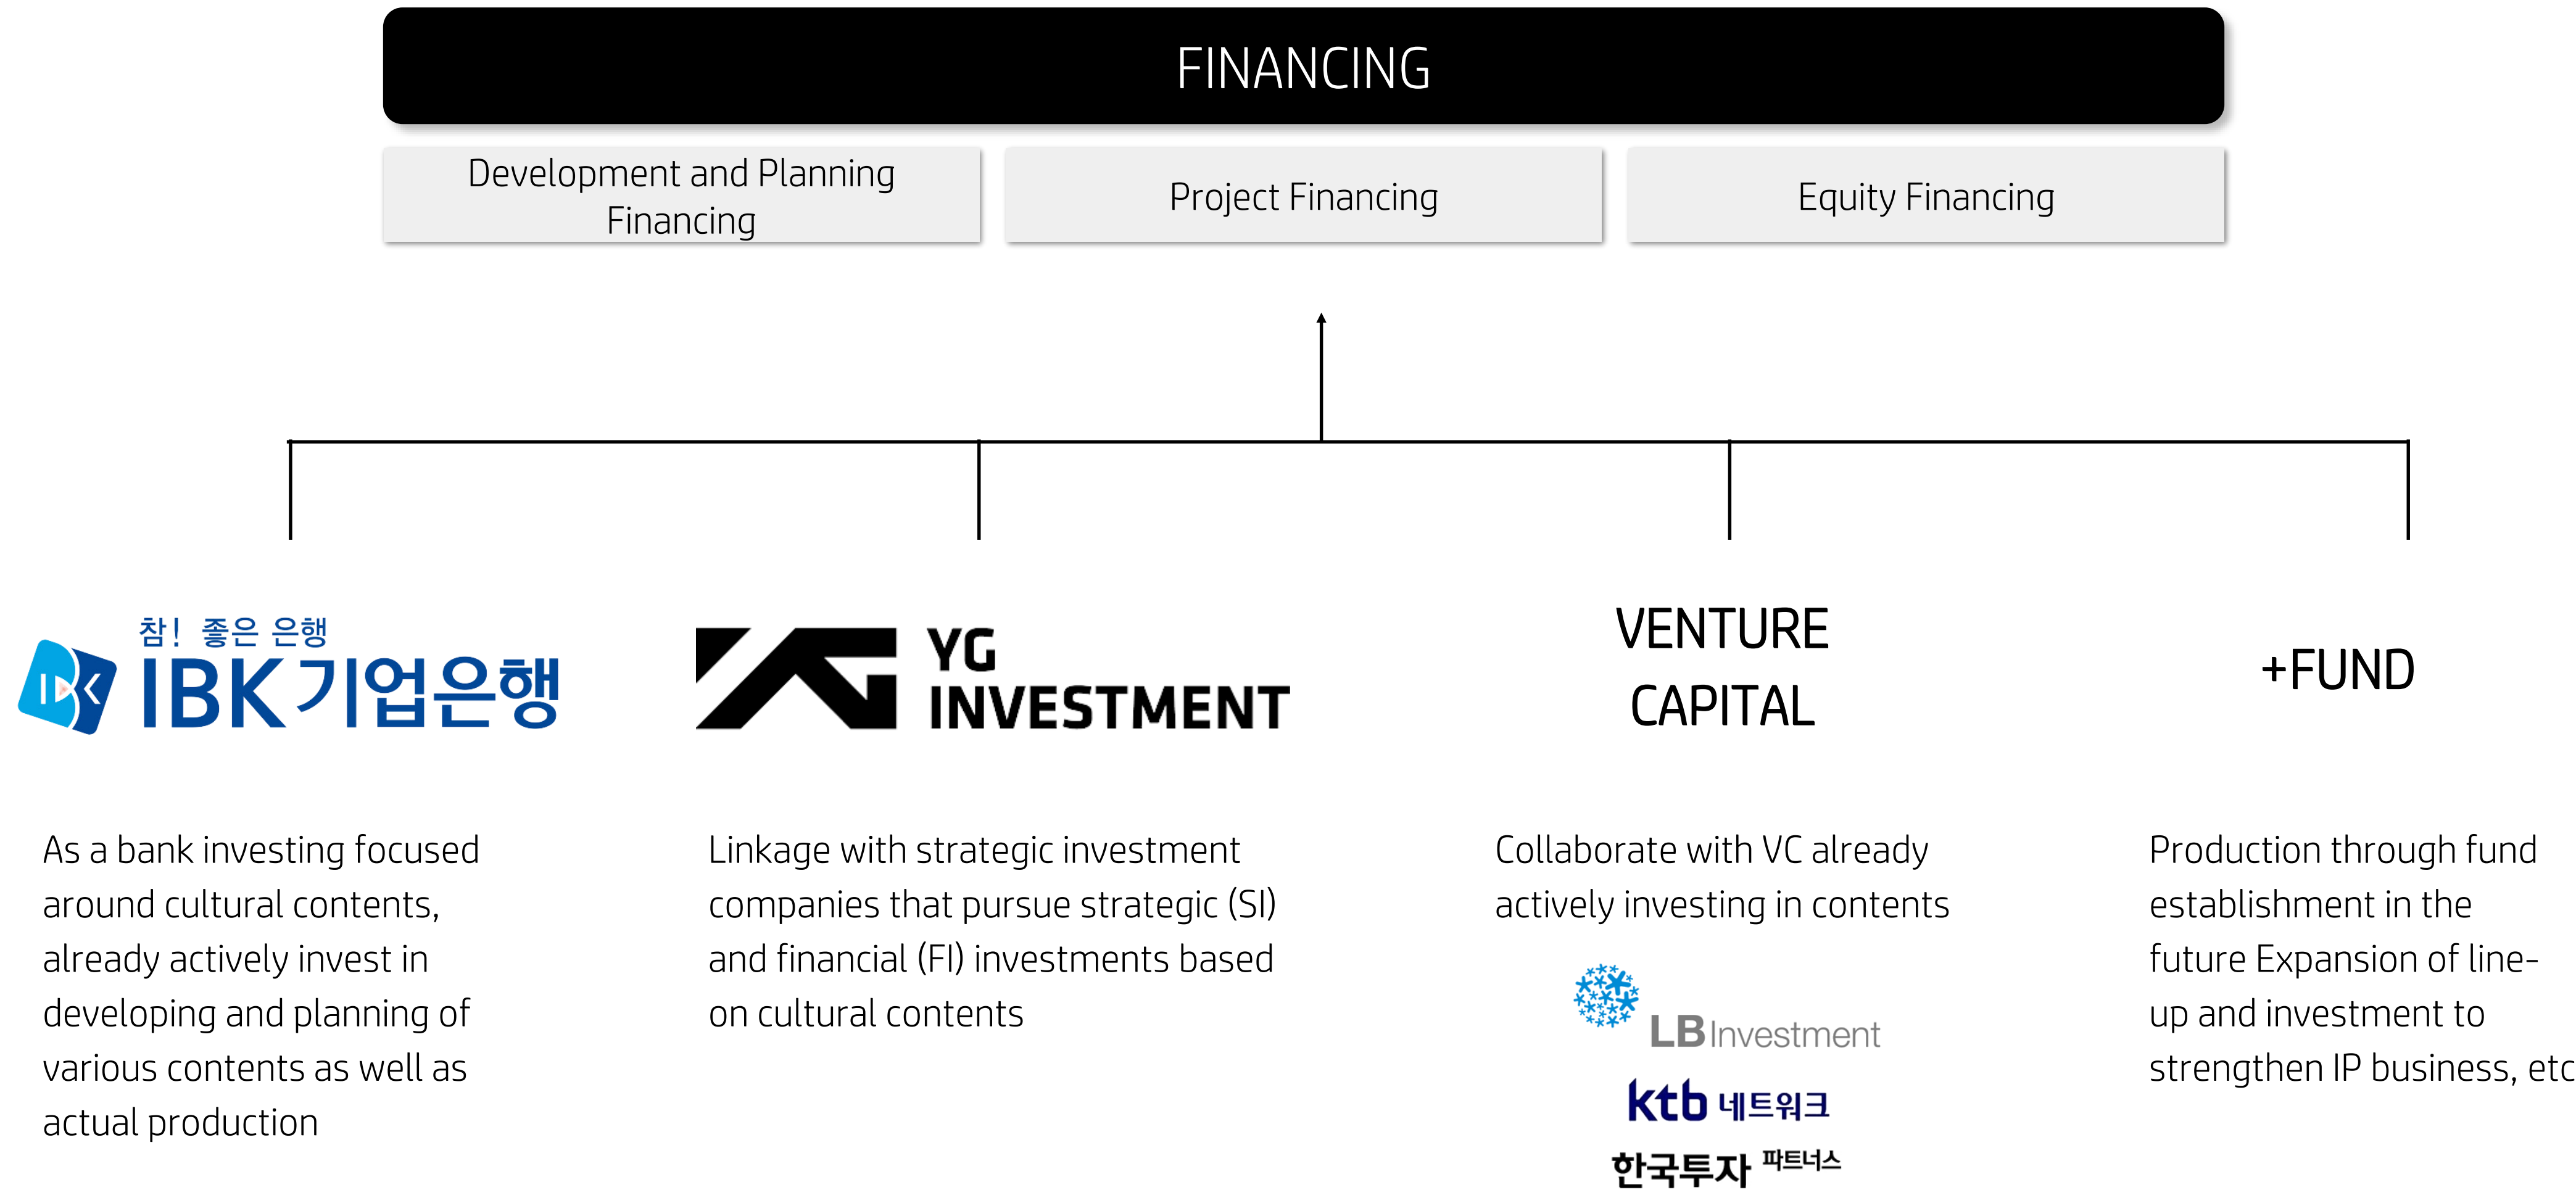 FINANCING
Development and Planning
Financing
Project Financing
Equity Financing
참! 좋은 은행
IBK기업은행
YG
INVESTMENT
VENTURE
CAPITAL
+FUND
As a bank investing focused
around cultural contents,
already actively invest in
developing and planning of
various contents as well as
actual production
Linkage with strategic investment
companies that pursue strategic (SI)
and financial (FI) investments based
on cultural contents
Collaborate with VC already
actively investing in contents
LB Investment
ktb 네트워크
한국투자 파트너스
Production through fund
establishment in the
future Expansion of line-
up and investment to
strengthen IP business, etc